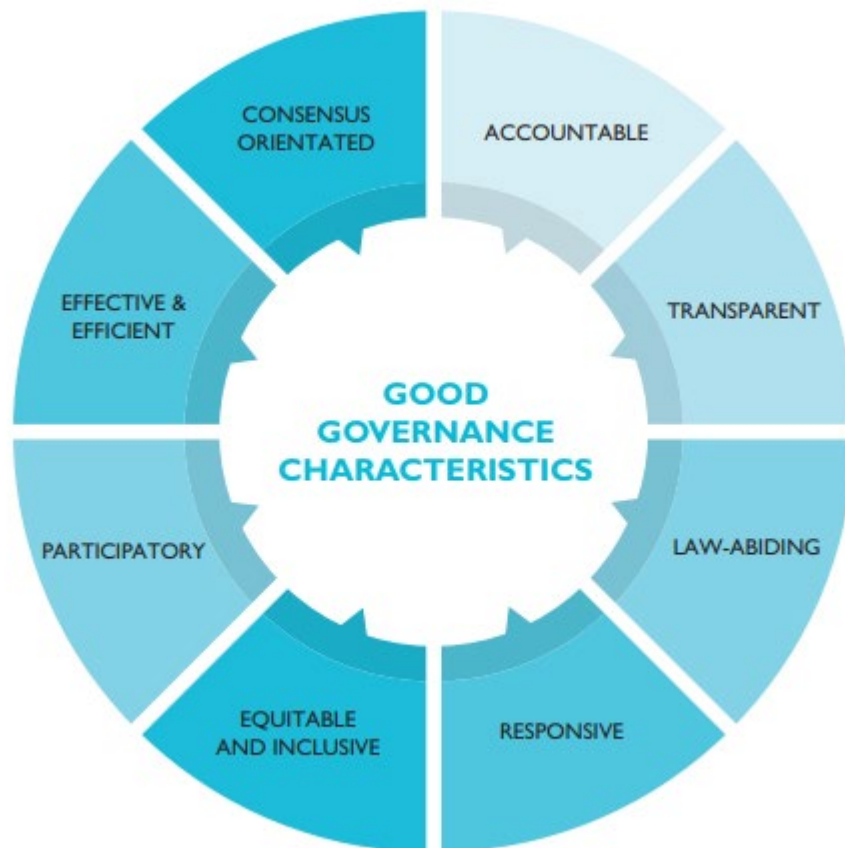 CONSENSUS
ORIENTATED
ACCOUNTABLE
TRANSPARENT
LAW-ABIDING
RESPONSIVE
EQUITABLE
AND INCLUSIVE
PARTICIPATORY
EFFECTIVE &
EFFICIENT
GOOD
GOVERNANCE
CHARACTERISTICS